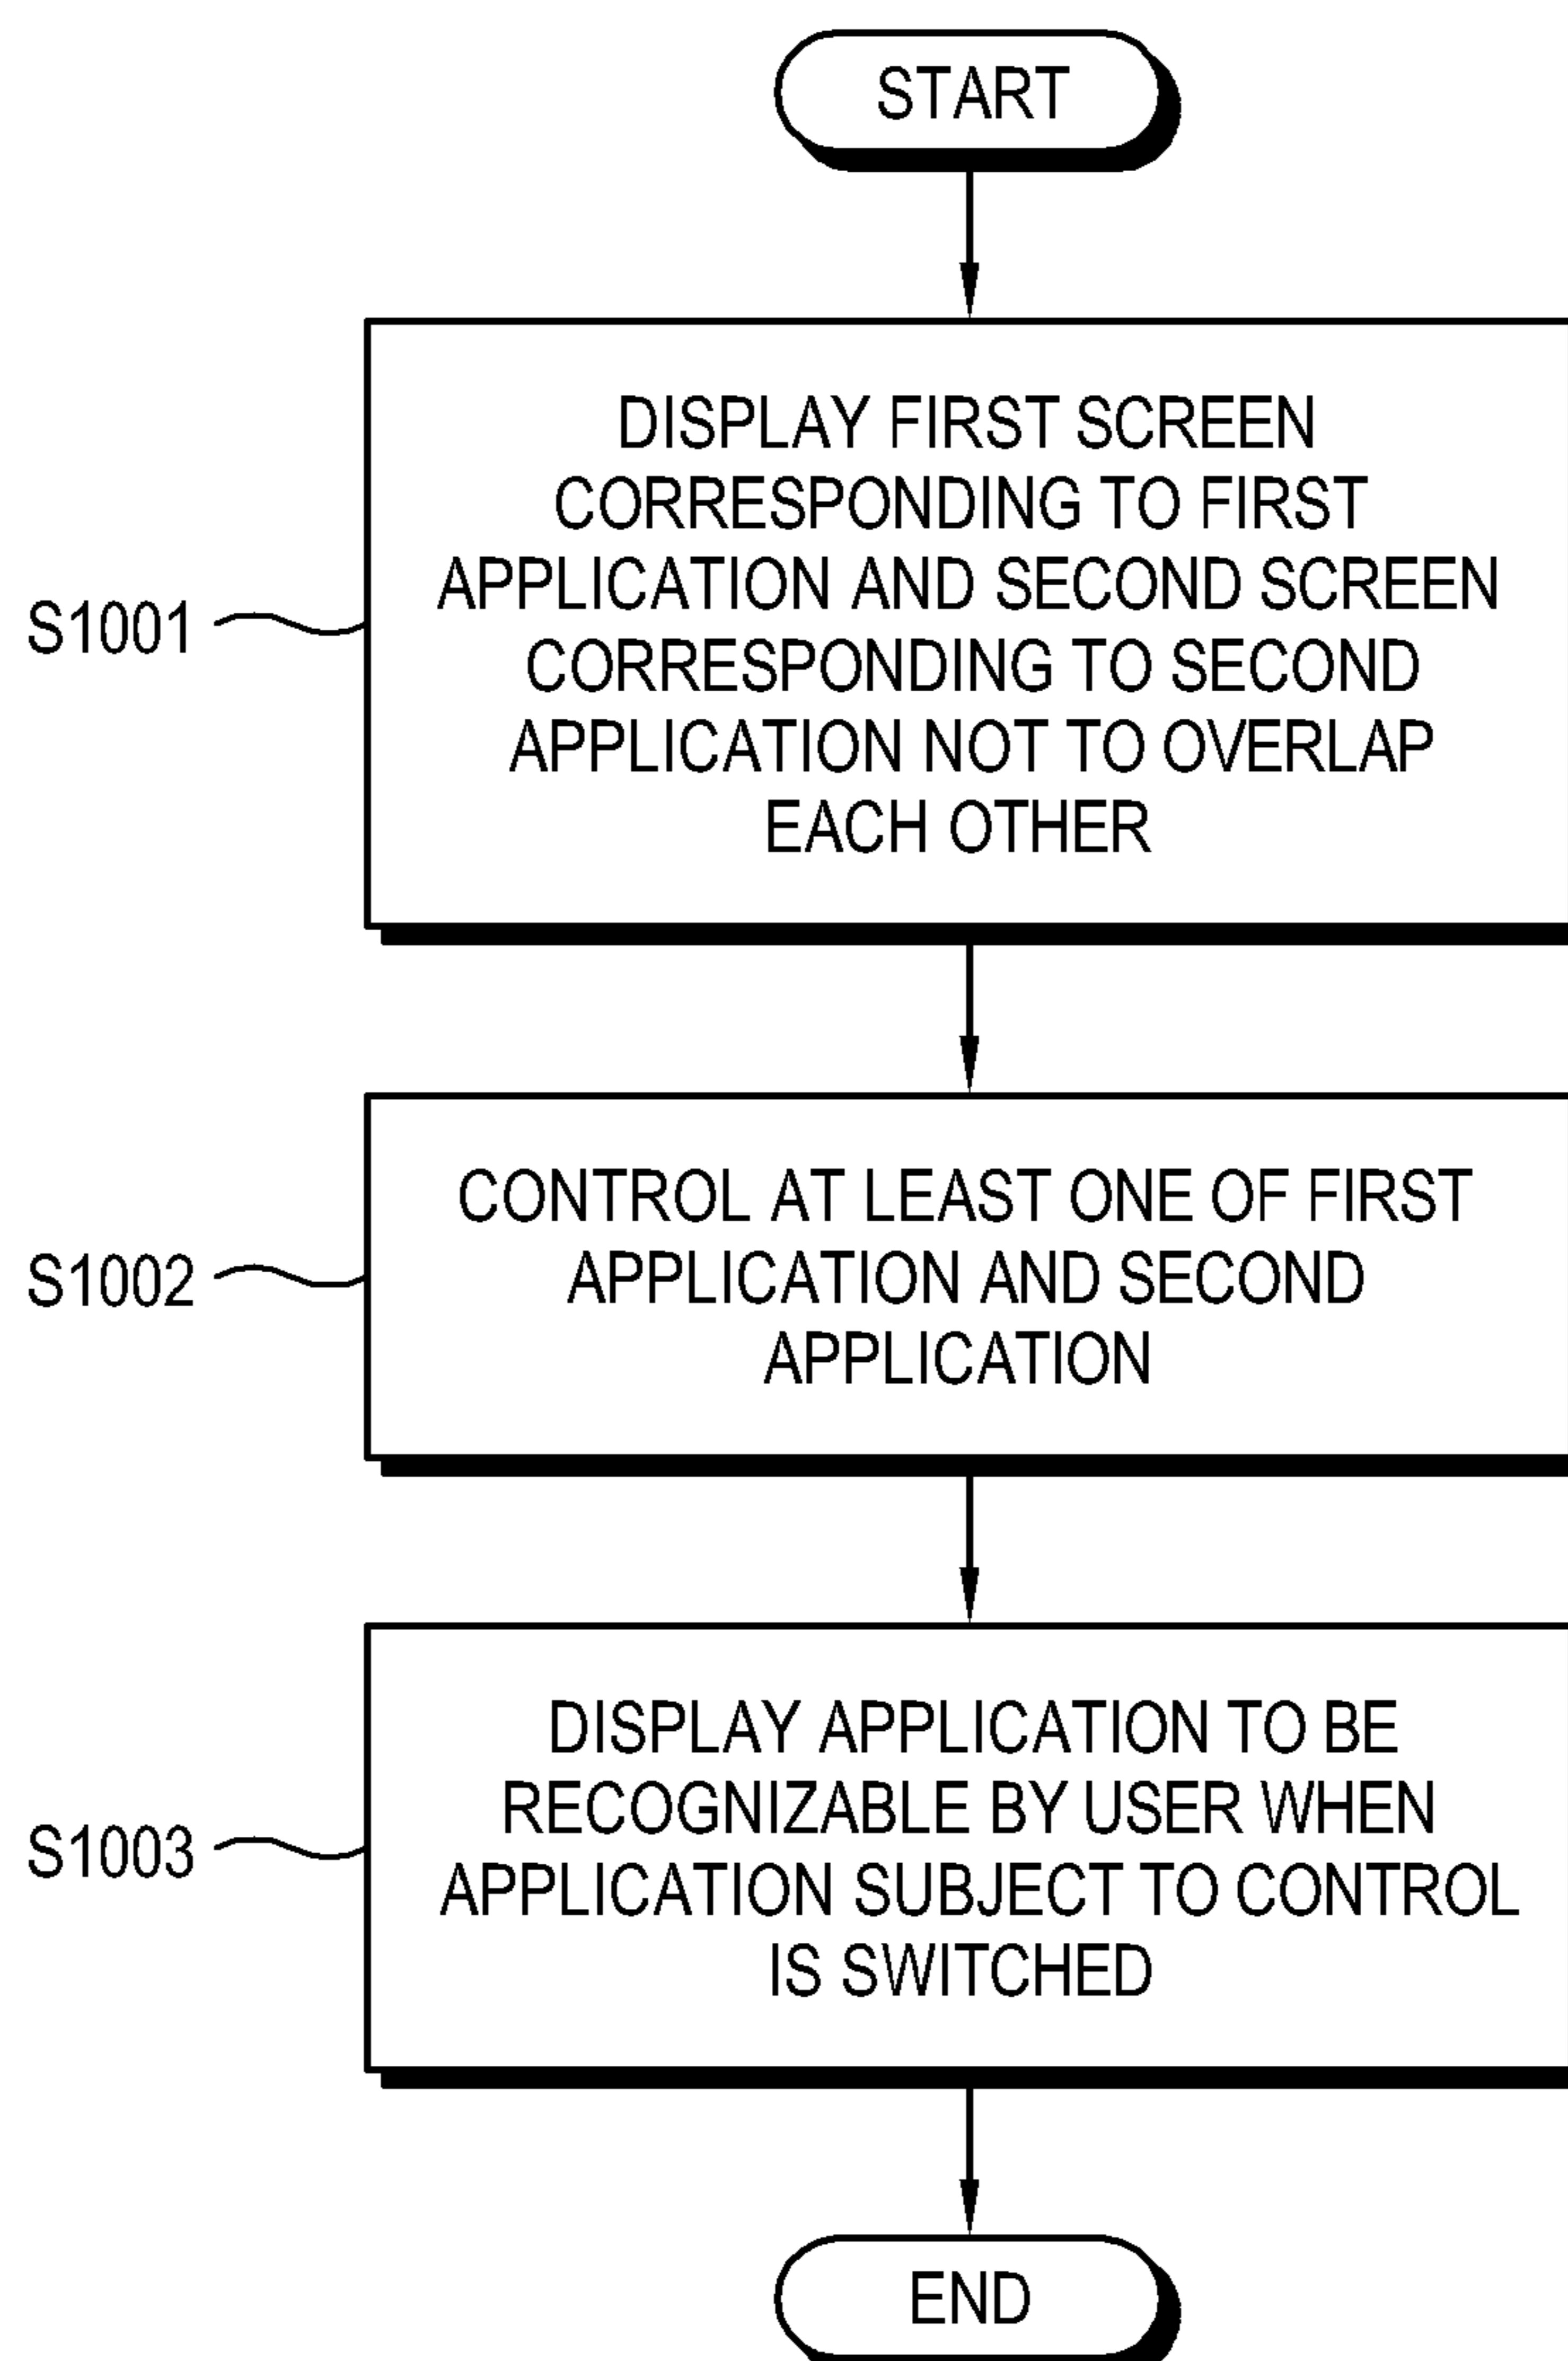 START
DISPLAY FIRST SCREEN
CORRESPONDING TO FIRST
APPLICATION AND SECOND SCREEN
S1001
CORRESPONDING TO SECOND
APPLICATION NOT TO OVERLAP
EACH OTHER
CONTROL AT LEAST ONE OF FIRST
S1002
APPLICATION AND SECOND
APPLICATION
DISPLAY APPLICATION TO BE
RECOGNIZABLE BY USER WHEN
S1003
APPLICATION SUBJECT TO CONTROL
IS SWITCHED
END